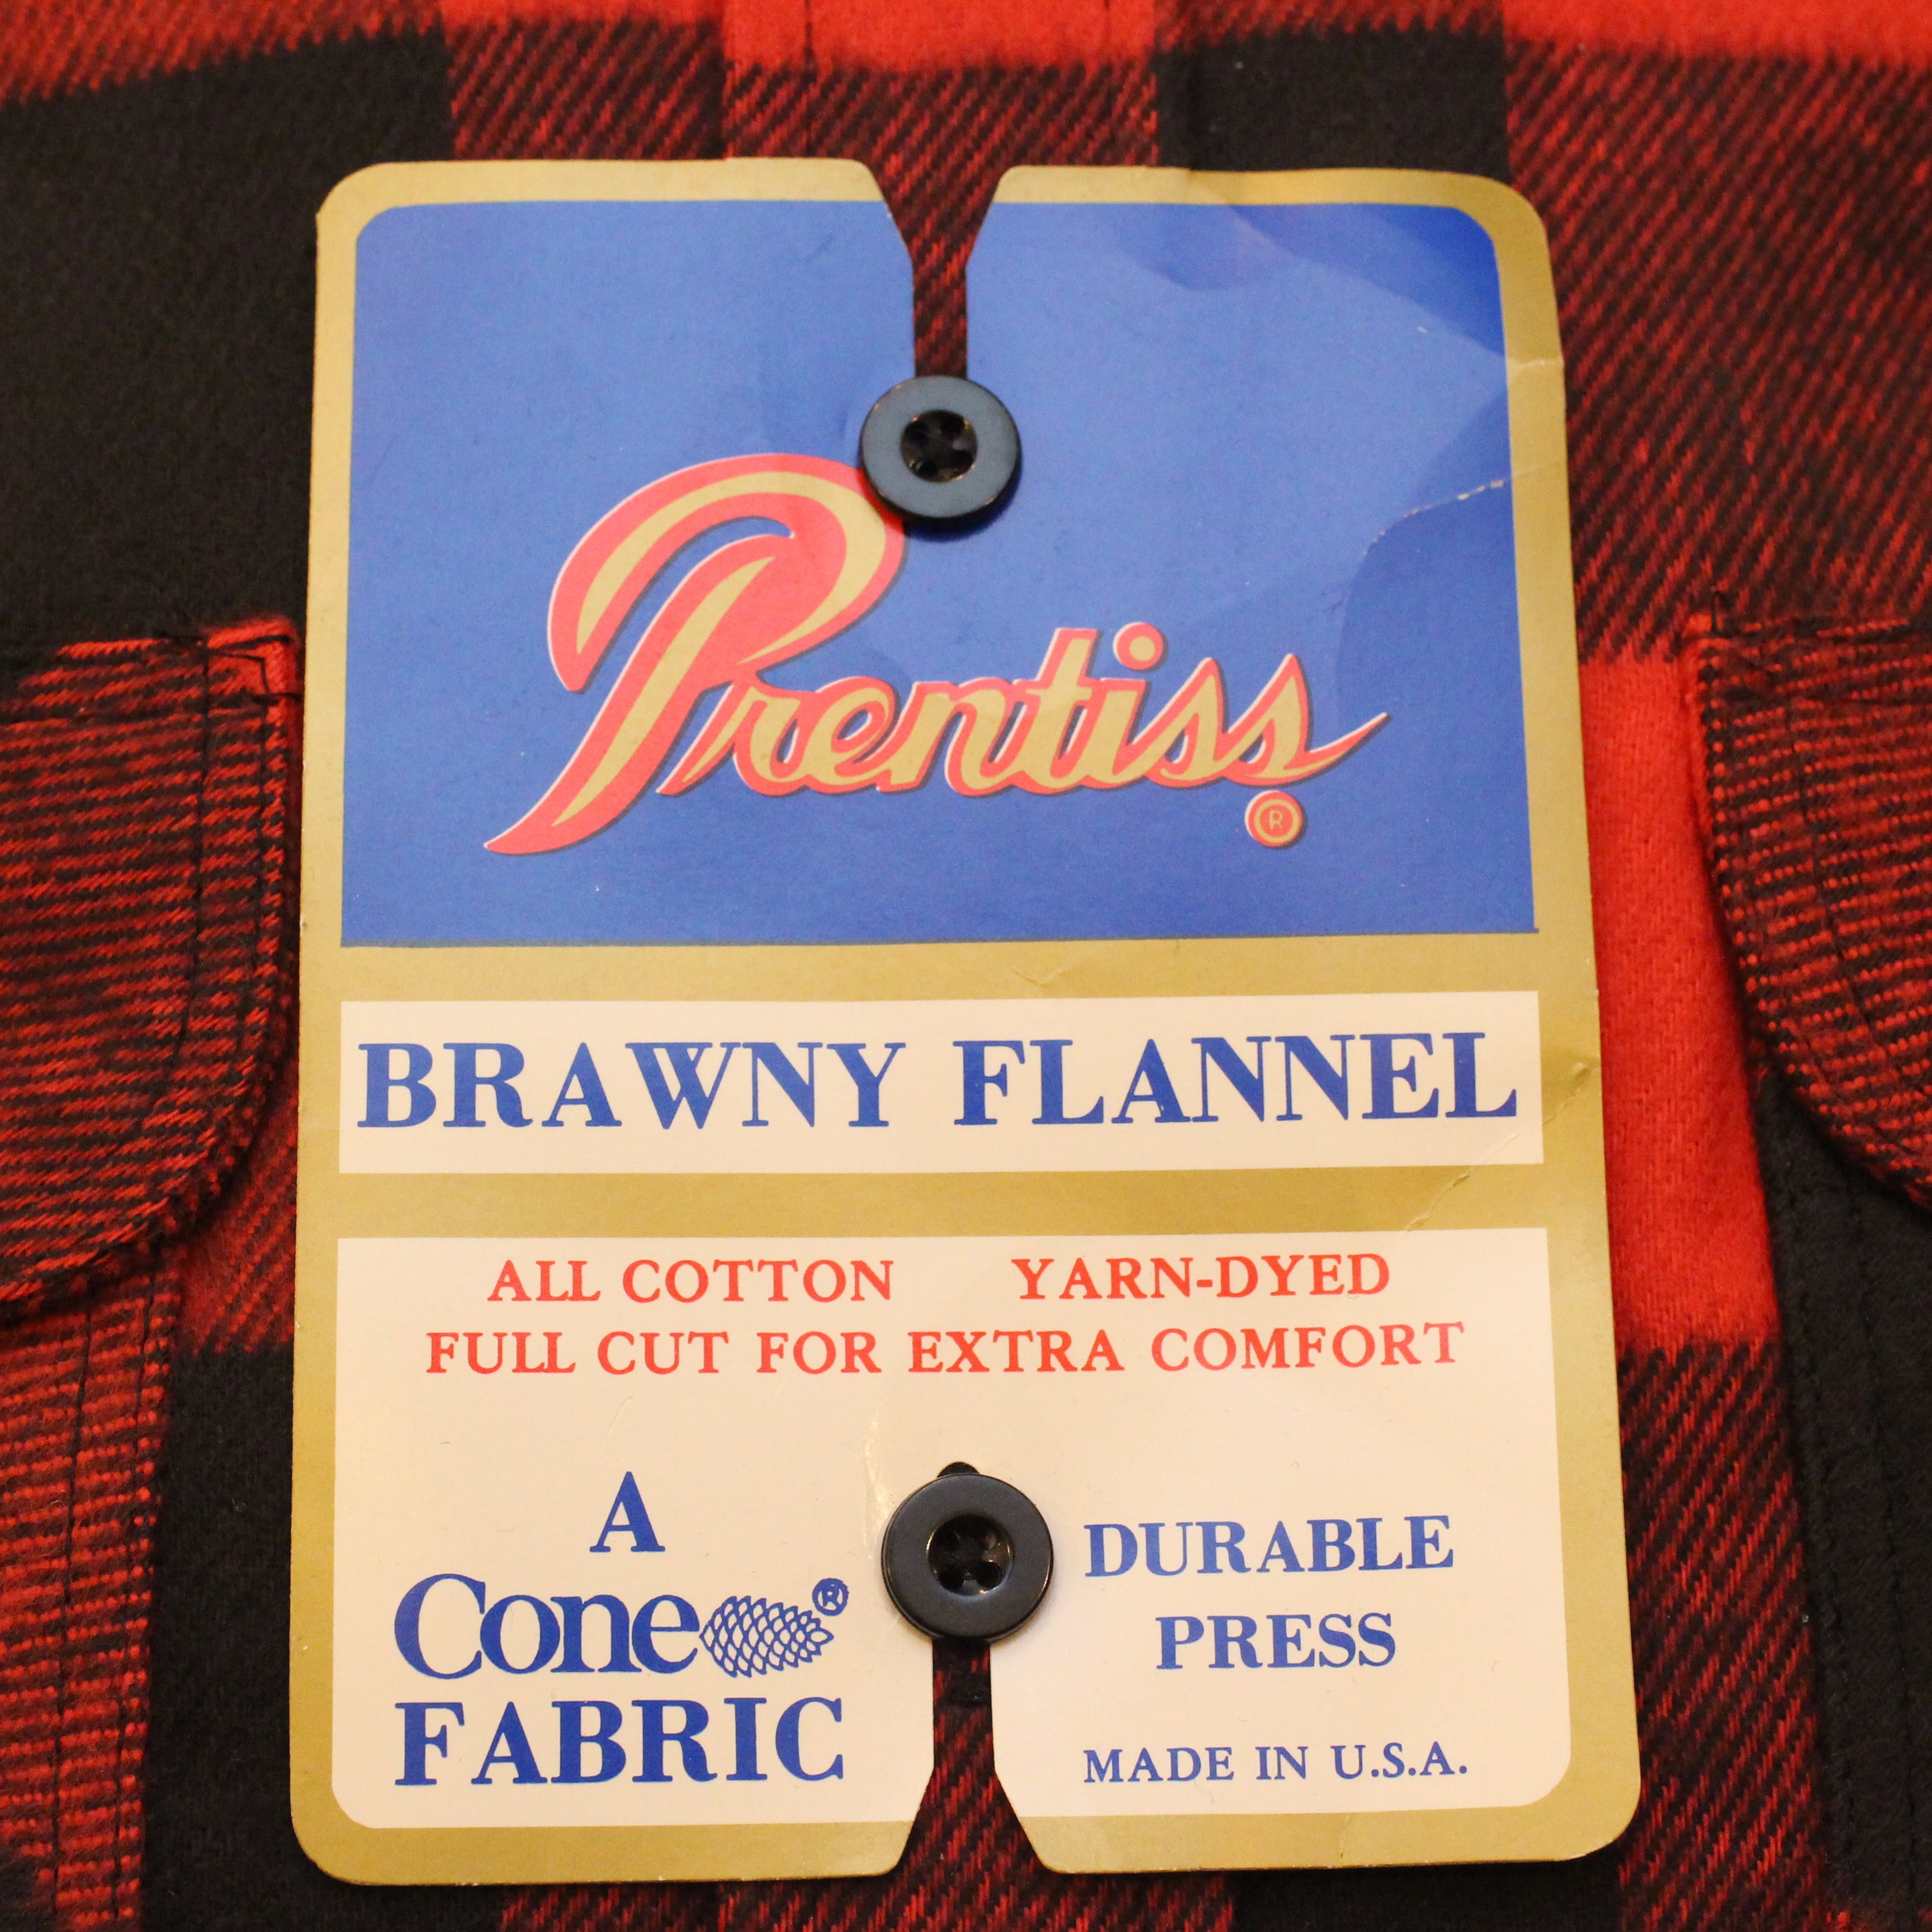 Prentiss
®
BRAWNY FLANNEL
ALL COTTON YARN-DYED
FULL CUT FOR EXTRA COMFORT
A
Cone®
FABRIC
DURABLE
PRESS
MADE IN U.S.A.